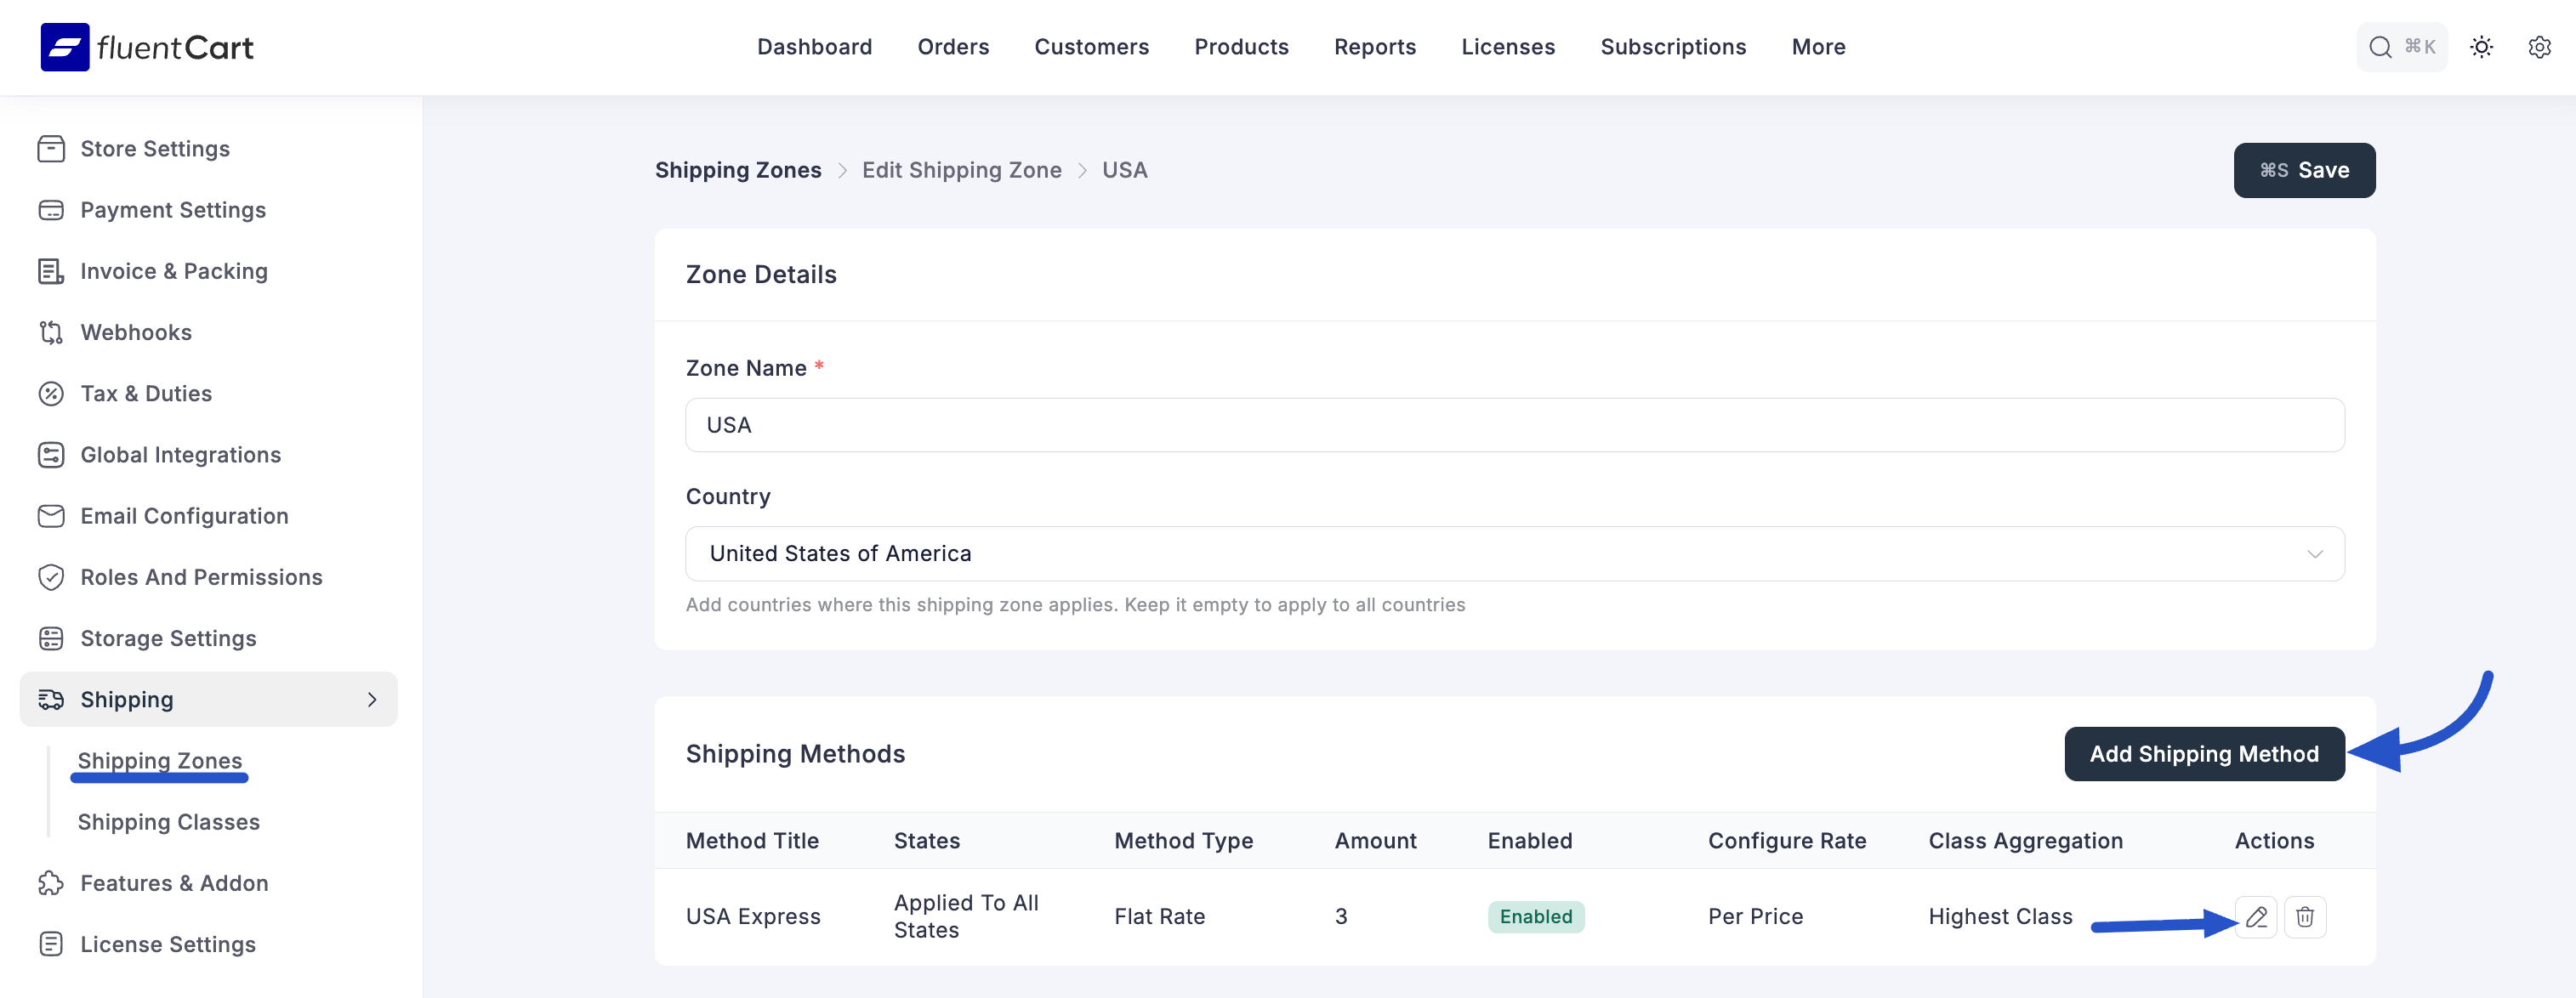 fluentCart
Dashboard
Orders
Customers
Products
Reports
Licenses
Subscriptions
More
⌘K
Store Settings
Payment Settings
Invoice & Packing
Webhooks
Tax & Duties
Global Integrations
Email Configuration
Roles And Permissions
Storage Settings
Shipping
Shipping Zones
Shipping Classes
Features & Addon
License Settings
Shipping Zones > Edit Shipping Zone > USA
⌘S Save
Zone Details
Zone Name *
USA
Country
United States of America
Add countries where this shipping zone applies. Keep it empty to apply to all countries
Shipping Methods
Add Shipping Method
Method Title States Method Type Amount Enabled Configure Rate Class Aggregation Actions
USA Express Applied To All States Flat Rate 3 Enabled Per Price Highest Class